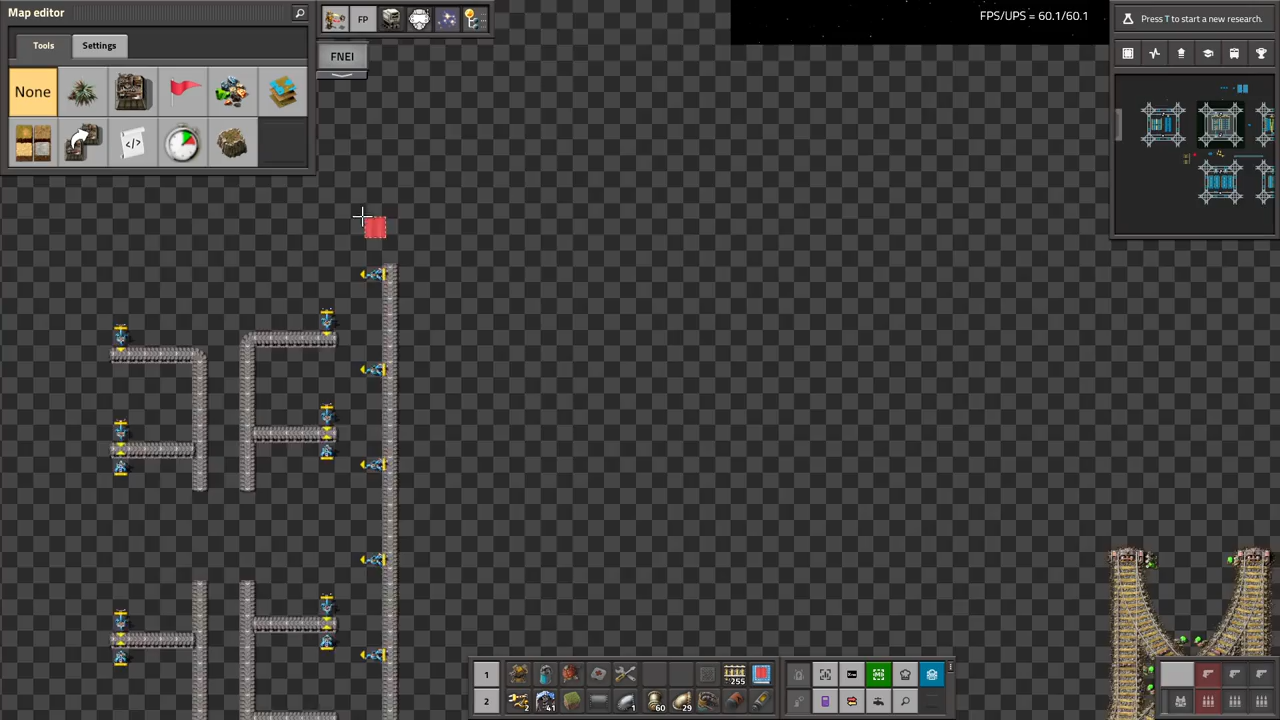 Map editor
FP
FPS/UPS = 60.1/60.1
Press T to start a new research.
Tools
Settings
FNEI
None
</>
1
255
2
41
1
60
29